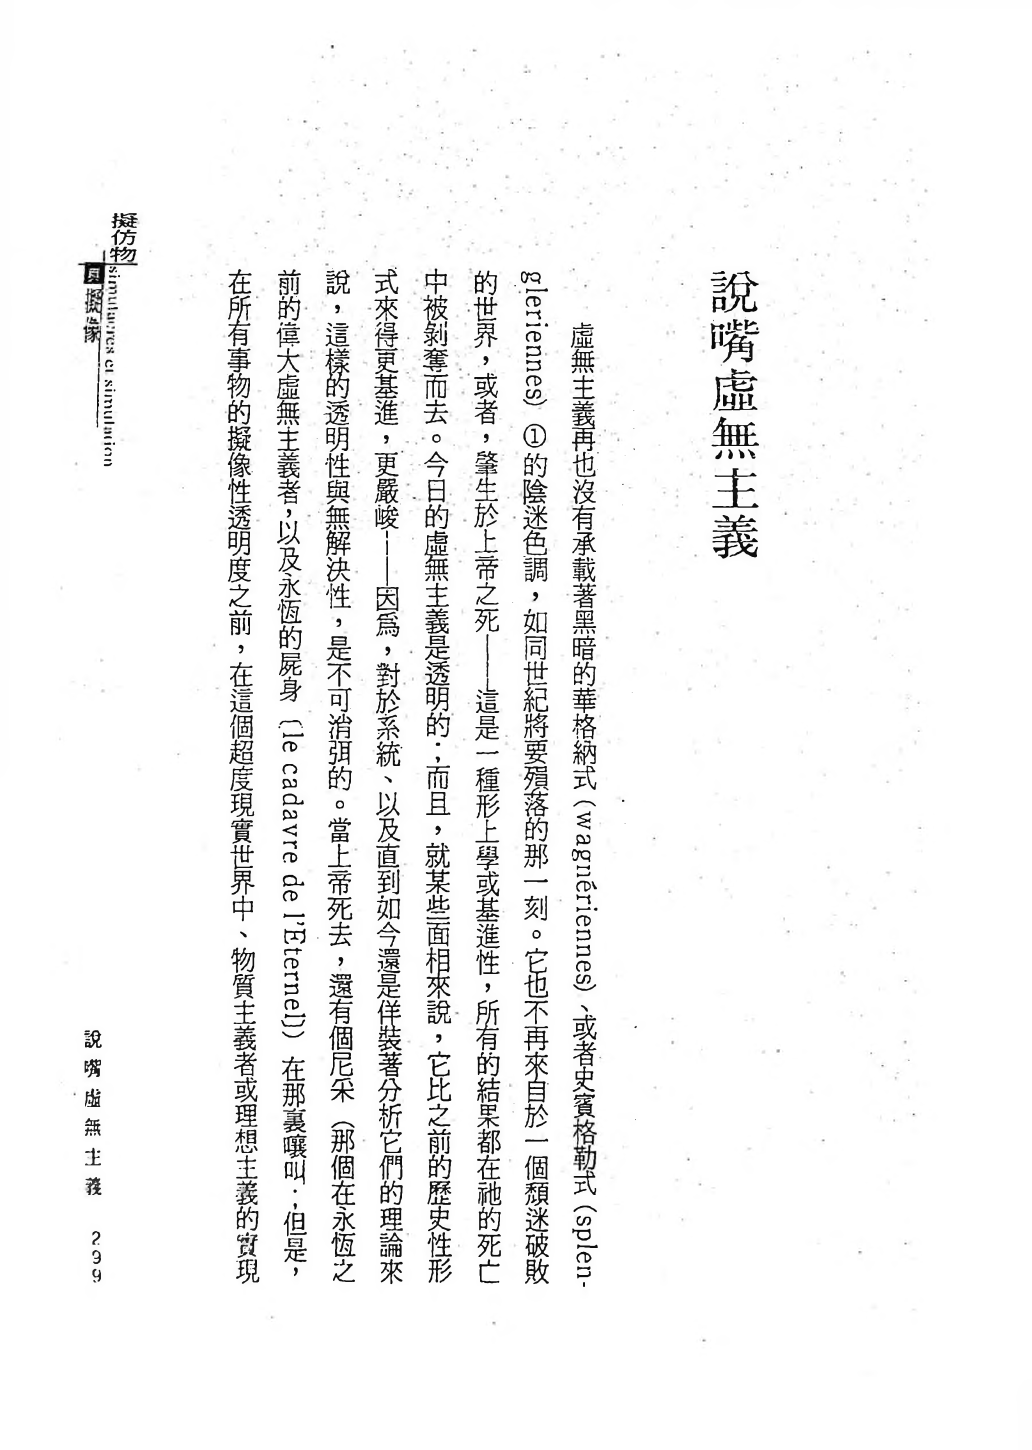 說嘴虛無主義
虛無主義再也沒有承載著黑暗的華格納式（wagnériennes）、或者史賓格勒式（splen-
gleriennes）①的陰迷色調，如同世紀將要殞落的那一刻。它也不再來自於一個頹迷破敗
的世界，或者，肇生於上帝之死——這是一種形上學或基進性，所有的結果都在祂的死亡
中被剝奪而去。今日的虛無主義是透明的；而且，就某些面相來說，它比之前的歷史性形
式來得更基進，更嚴峻——因爲，對於系統、以及直到如今還是佯裝著分析它們的理論來
說，這樣的透明性與無解決性，是不可消弭的。當上帝死去，還有個尼采（那個在永恆之
前的偉大虛無主義者，以及永恆的屍身〔le cadavre de l'Eternel〕）在那裏嚷叫；但是，
在所有事物的擬像性透明度之前，在這個超度現實世界中、物質主義者或理想主義的實現
擬仿物
simulacres et simulation
與擬像
說嘴虛無主義 299